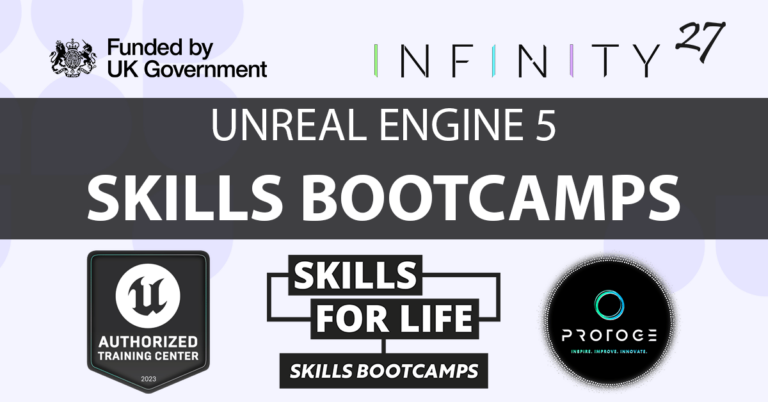 Funded by
UK Government
INFINITY 27
UNREAL ENGINE 5
SKILLS BOOTCAMPS
AUTHORIZED
TRAINING CENTER
2023
SKILLS
FOR LIFE
SKILLS BOOTCAMPS
PROTOGE
INSPIRE. IMPROVE. INNOVATE.